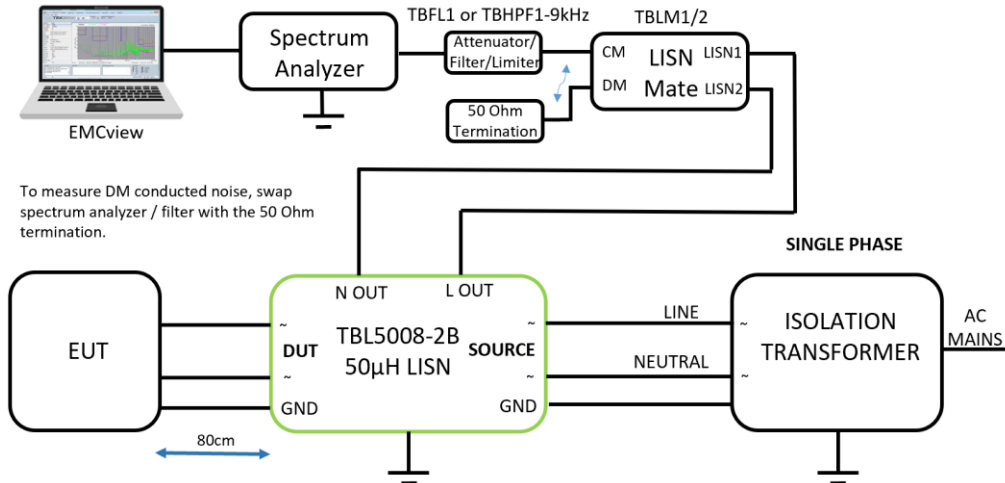 TBFL1 or TBHPF1-9kHz
TBLM1/2
Spectrum
Analyzer
Attenuator/
Filter/Limiter
CM
DM
LISN
Mate
LISN1
LISN2
50 Ohm
Termination
EMCview
To measure DM conducted noise, swap
spectrum analyzer / filter with the 50 Ohm
termination.
SINGLE PHASE
N OUT
L OUT
EUT
~
~
GND
DUT
TBL5008-2B
50µH LISN
SOURCE
~
~
GND
LINE
NEUTRAL
~
~
ISOLATION
TRANSFORMER
AC
MAINS
80cm